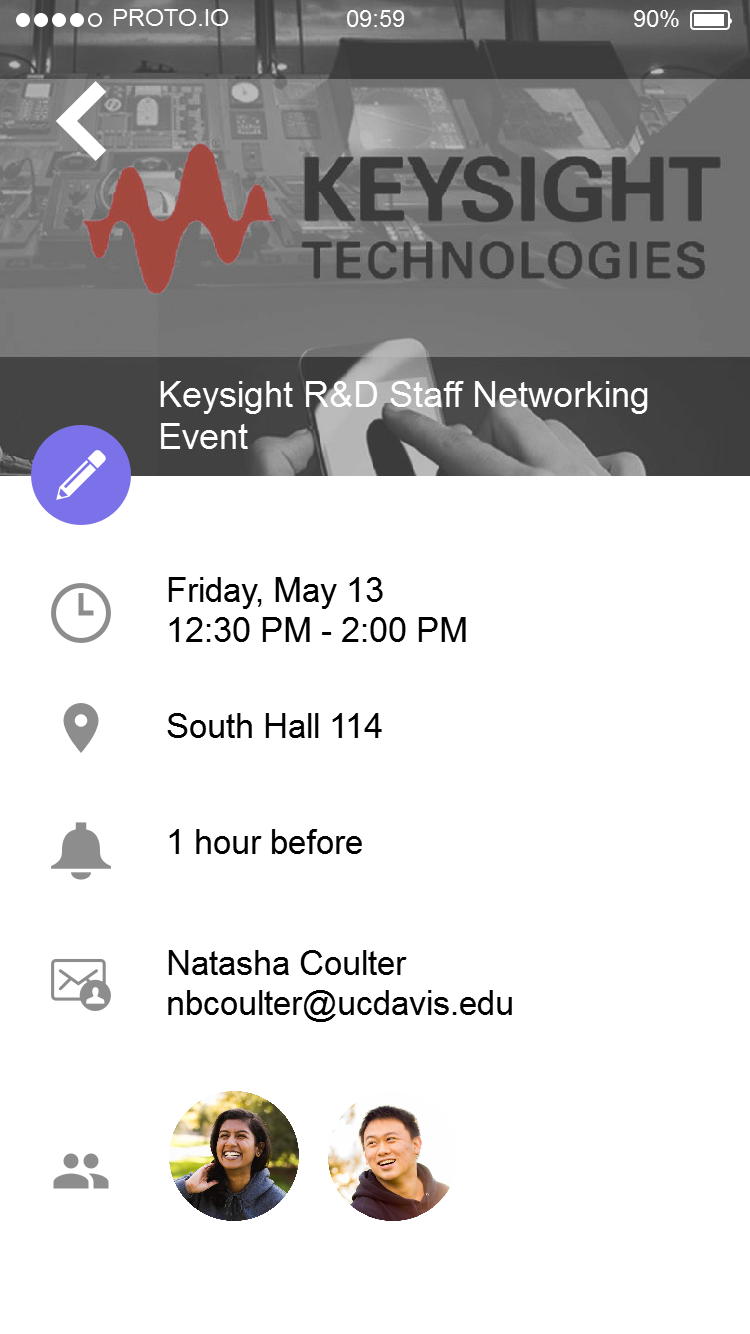 PROTO.IO 09:59 90%
KEYSIGHT
TECHNOLOGIES
Keysight R&D Staff Networking
Event
Friday, May 13
12:30 PM - 2:00 PM
South Hall 114
1 hour before
Natasha Coulter
nbcoulter@ucdavis.edu